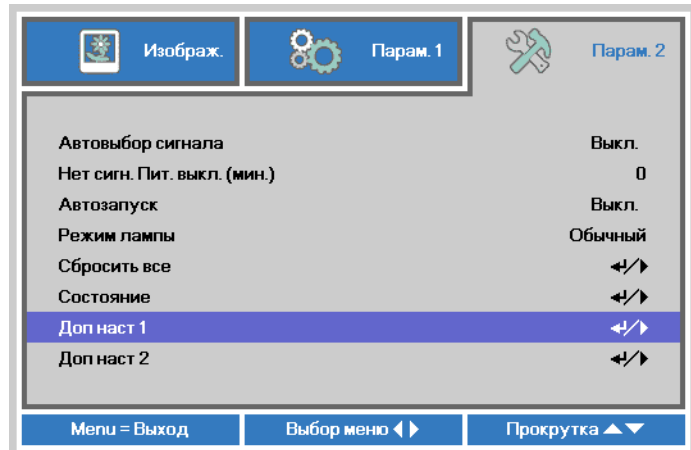 Изображ. Парам. 1 Парам. 2
Автовыбор сигнала Выкл.
Нет сигн. Пит. выкл. (мин.) 0
Автозапуск Выкл.
Режим лампы Обычный
Сбросить все ↵/▶
Состояние ↵/▶
Доп наст 1 ↵/▶
Доп наст 2 ↵/▶
Menu = Выход Выбор меню ◀ ▶ Прокрутка ▲▼